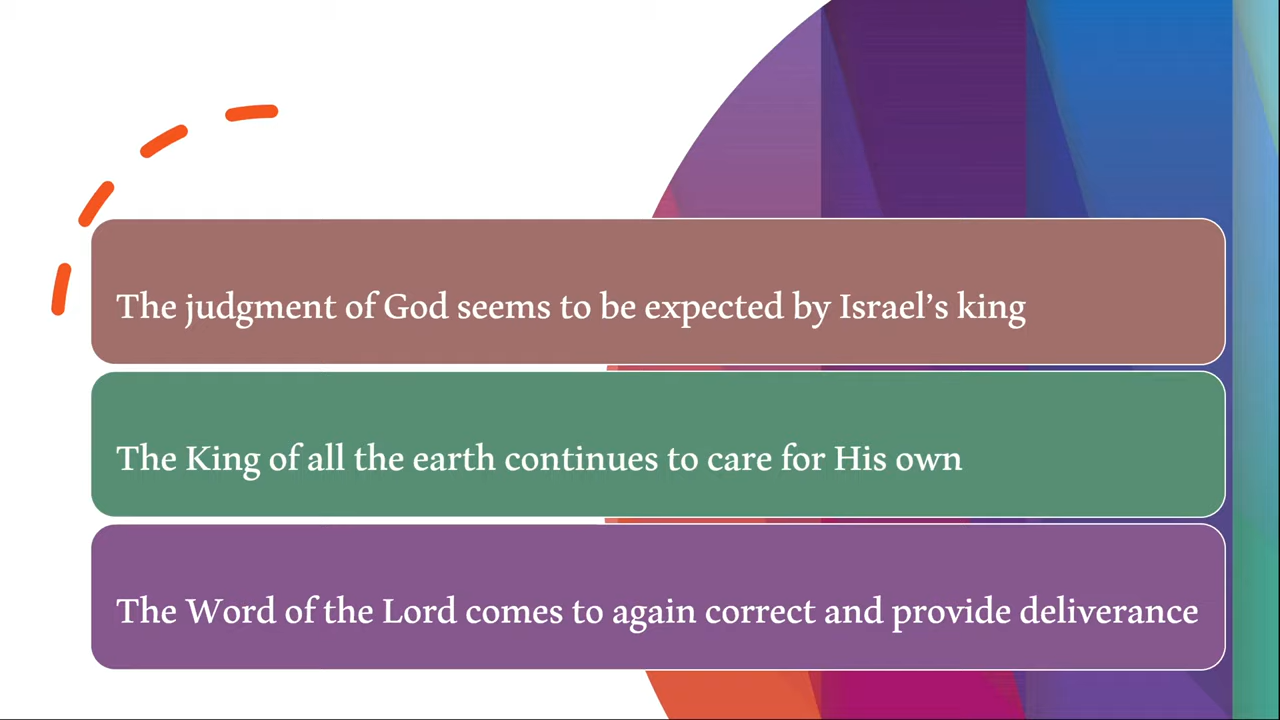 The judgment of God seems to be expected by Israel’s king
The King of all the earth continues to care for His own
The Word of the Lord comes to again correct and provide deliverance